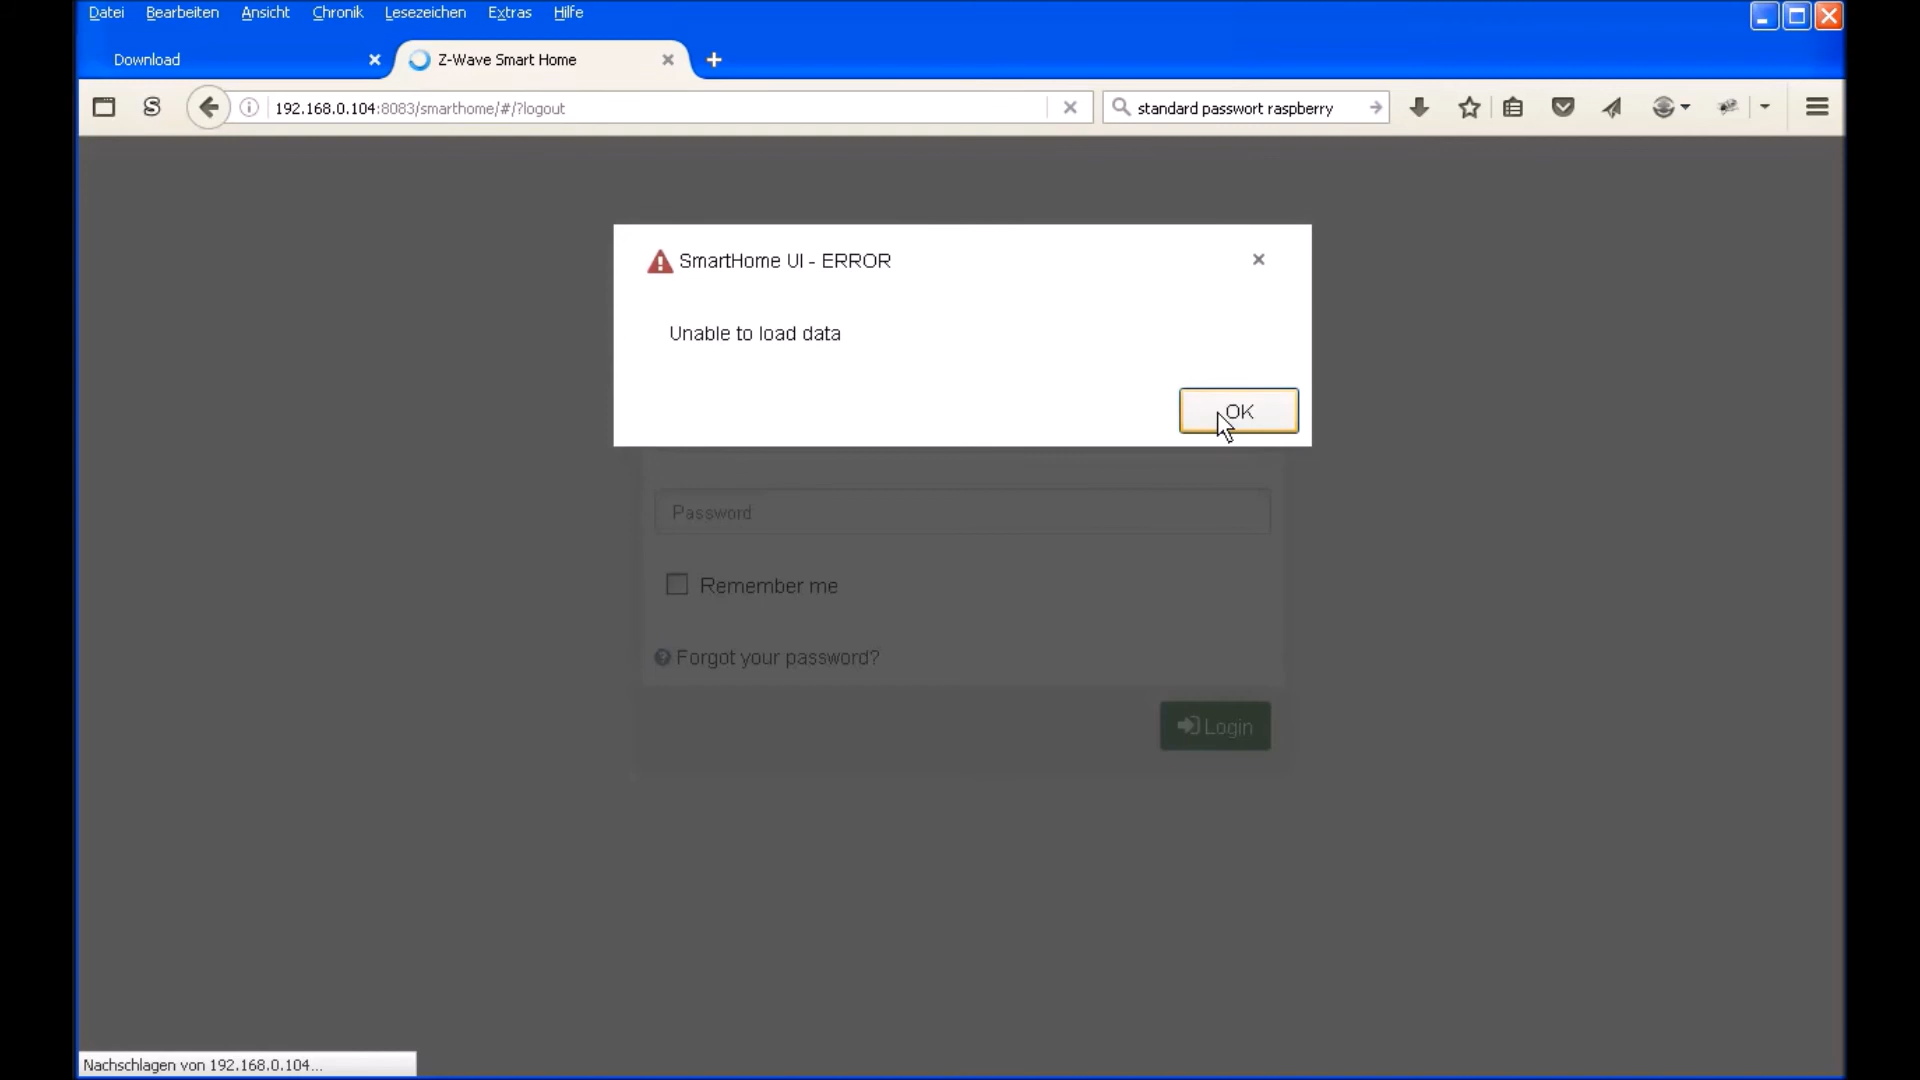 Datei Bearbeiten Ansicht Chronik Lesezeichen Extras Hilfe
Download Z-Wave Smart Home
192.168.0.104:8083/smarthome/#/?logout standard passwort raspberry
SmartHome UI - ERROR
Unable to load data
OK
Password
Remember me
Forgot your password?
Login
Nachschlagen von 192.168.0.104...